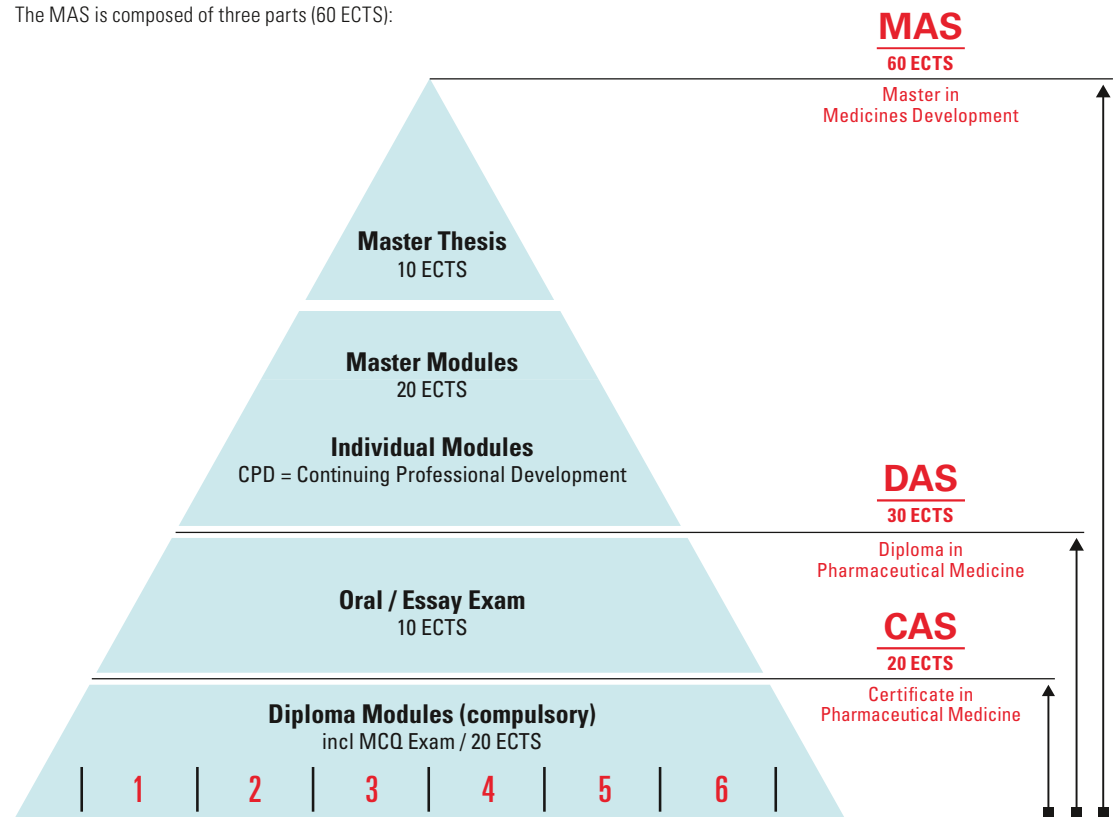 The MAS is composed of three parts (60 ECTS):
MAS
60 ECTS
Master in
Medicines Development
Master Thesis
10 ECTS
Master Modules
20 ECTS
Individual Modules
CPD = Continuing Professional Development
DAS
30 ECTS
Diploma in
Pharmaceutical Medicine
Oral / Essay Exam
10 ECTS
CAS
20 ECTS
Certificate in
Pharmaceutical Medicine
Diploma Modules (compulsory)
incl MCQ Exam / 20 ECTS
1 2 3 4 5 6